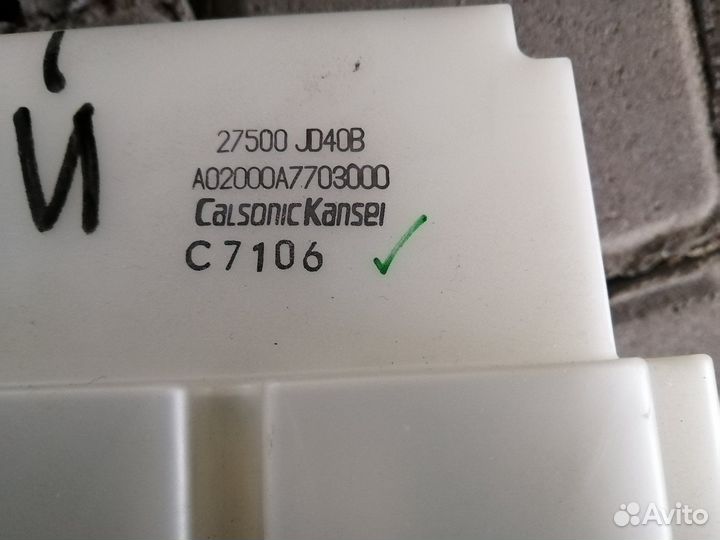 Й
27500 JD40B
A02000A7703000
CalsonicKansei
C7106
Avito